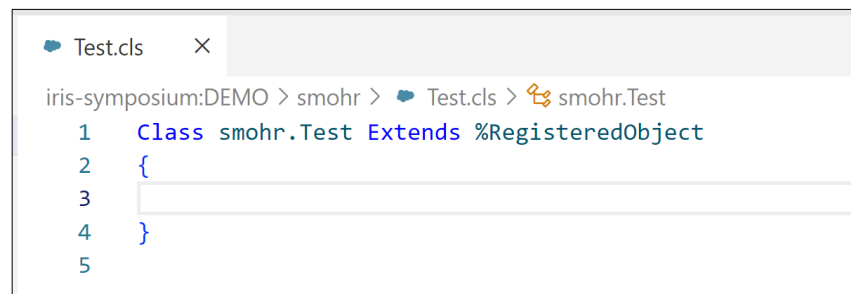 Test.cls
iris-symposium:DEMO > smohr > Test.cls > smohr.Test
1 Class smohr.Test Extends %RegisteredObject
2 {
3
4 }
5